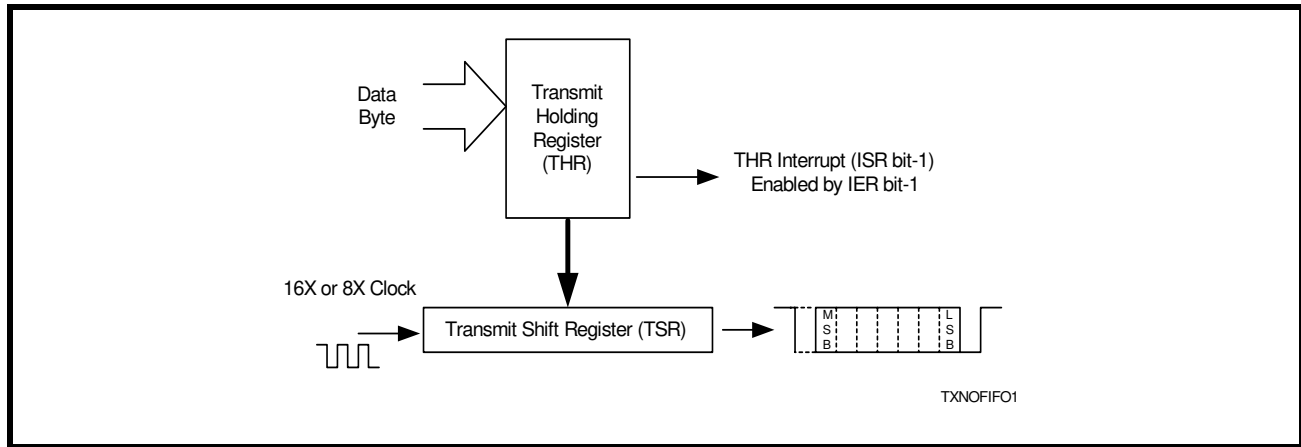 Data
Byte
Transmit
Holding
Register
(THR)
THR Interrupt (ISR bit-1)
Enabled by IER bit-1
16X or 8X Clock
Transmit Shift Register (TSR)
M
S
B
L
S
B
TXNOFIFO1